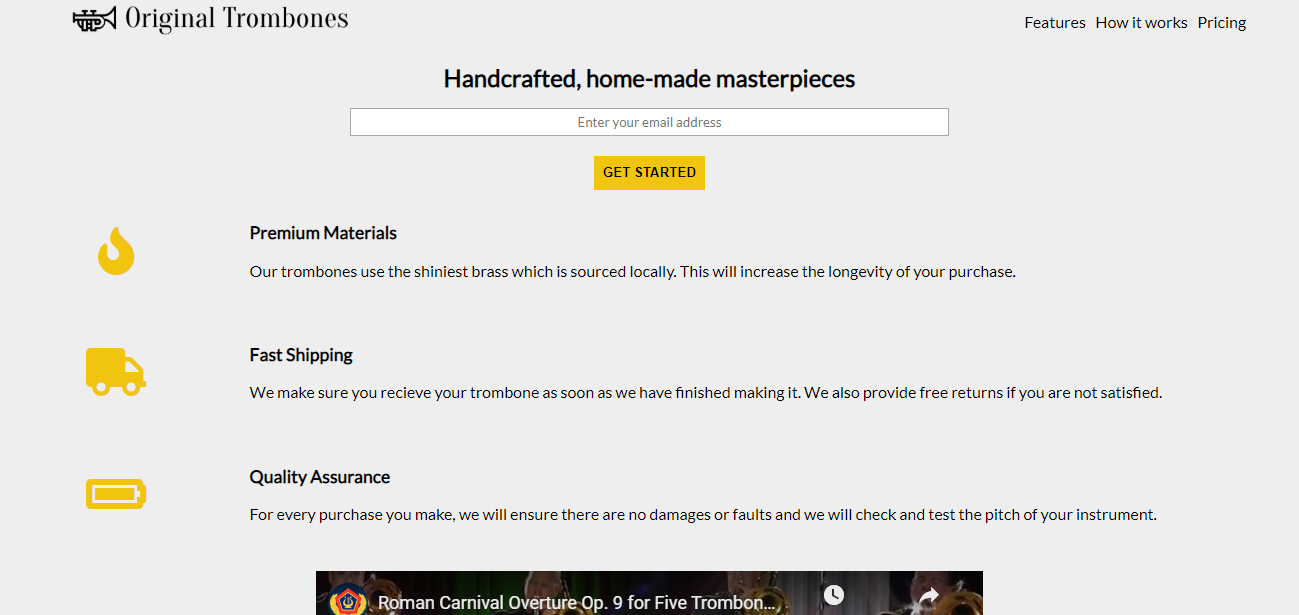 Original Trombones
Features How it works Pricing
Handcrafted, home-made masterpieces
Enter your email address
GET STARTED
Premium Materials
Our trombones use the shiniest brass which is sourced locally. This will increase the longevity of your purchase.
Fast Shipping
We make sure you recieve your trombone as soon as we have finished making it. We also provide free returns if you are not satisfied.
Quality Assurance
For every purchase you make, we will ensure there are no damages or faults and we will check and test the pitch of your instrument.
Roman Carnival Overture Op. 9 for Five Trombon...